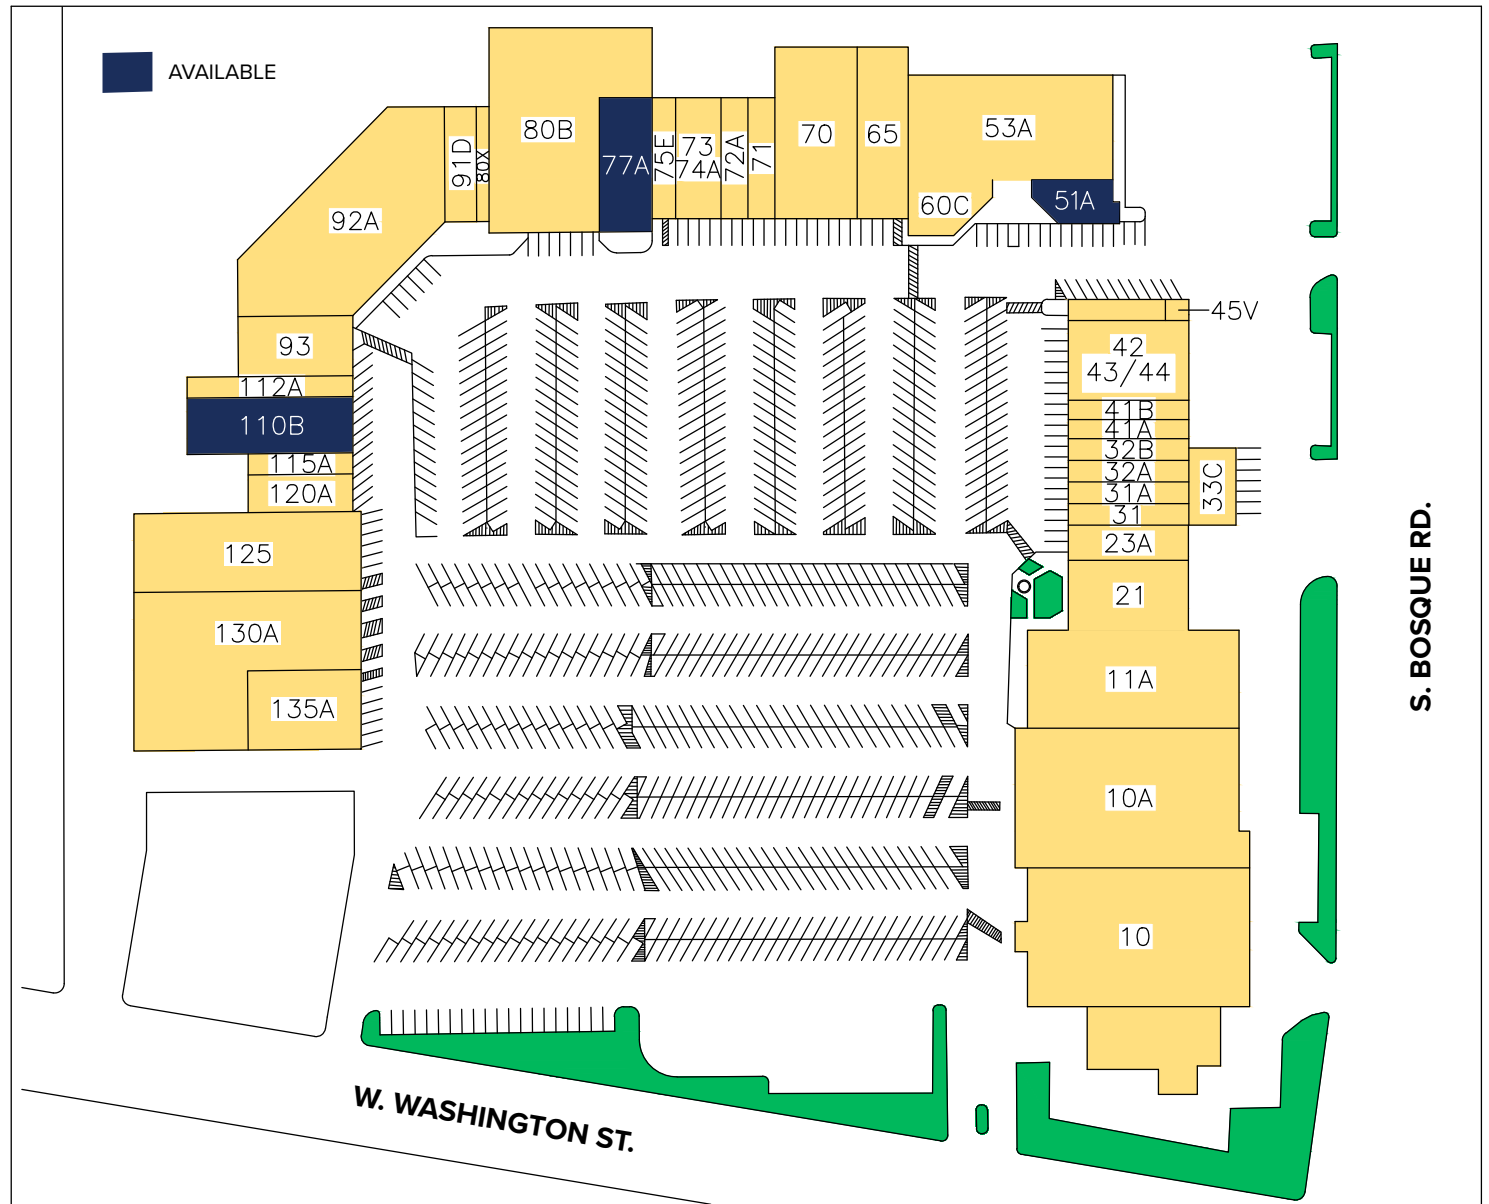 AVAILABLE
80B
77A
75E
73
74A
72A
71
70
65
53A
60C
51A
91D
80X
92A
93
112A
110B
115A
120A
125
130A
135A
45V
42
43/44
41B
41A
32B
32A
31A
31
33C
23A
21
11A
10A
10
S. BOSQUE RD.
W. WASHINGTON ST.